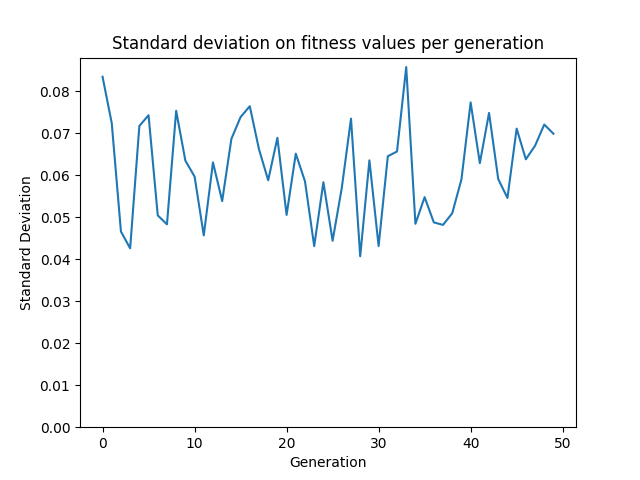 Standard deviation on fitness values per generation
Standard Deviation
0.08
0.07
0.06
0.05
0.04
0.03
0.02
0.01
0.00
0 10 20 30 40 50
Generation